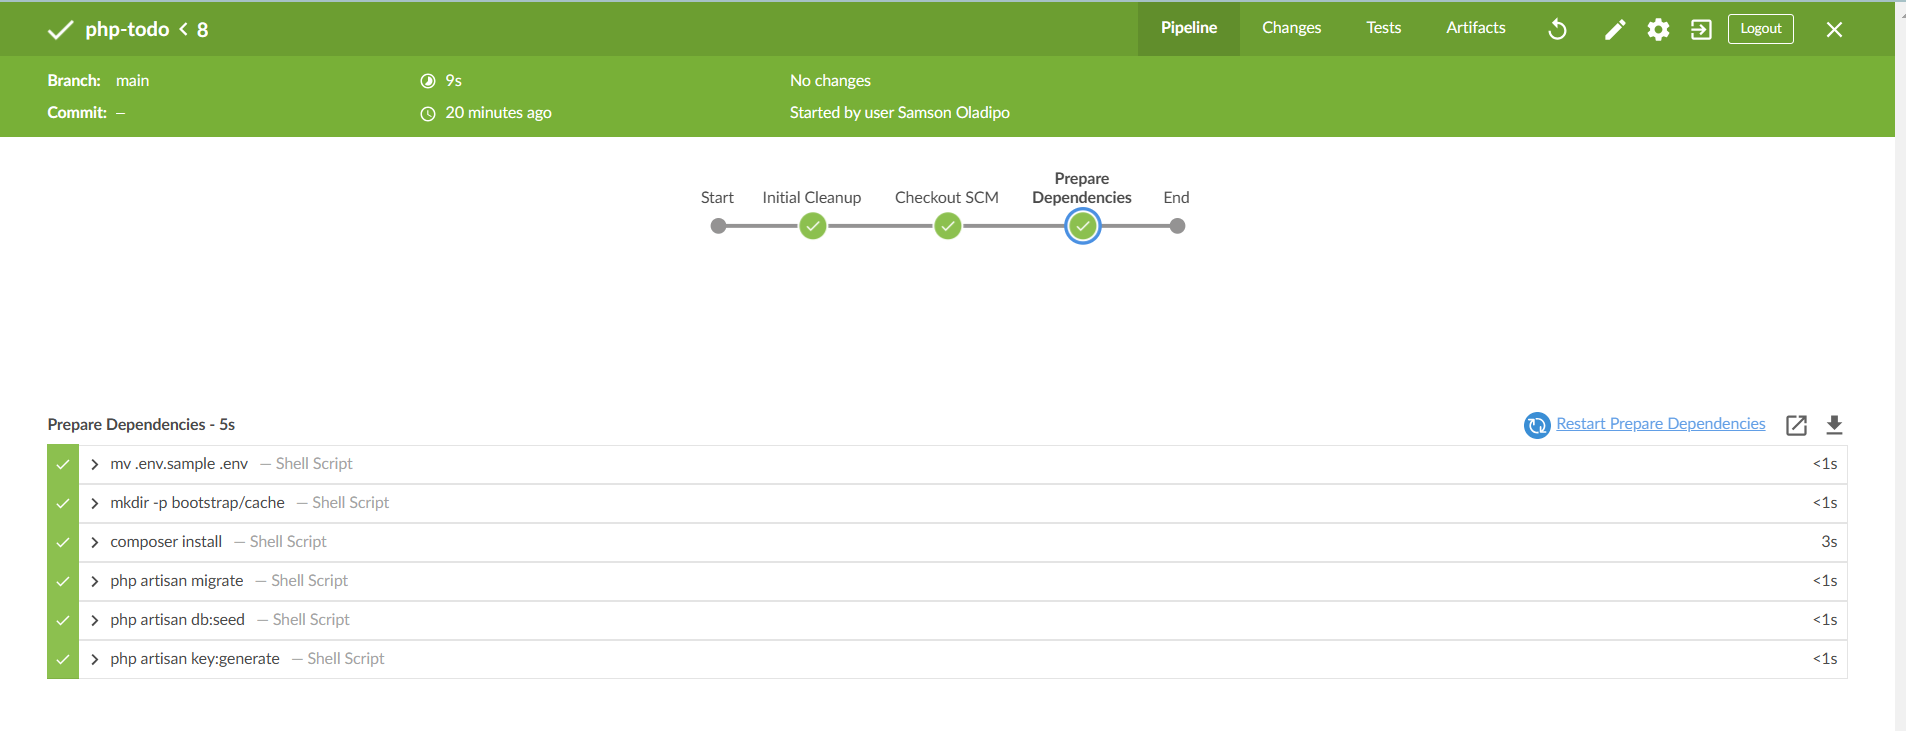 php-todo < 8
Pipeline
Changes
Tests
Artifacts
Logout
Branch: main
9s
No changes
Commit: –
20 minutes ago
Started by user Samson Oladipo
Start
Initial Cleanup
Checkout SCM
Prepare
Dependencies
End
Prepare Dependencies - 5s
Restart Prepare Dependencies
mv .env.sample .env — Shell Script <1s
mkdir -p bootstrap/cache — Shell Script <1s
composer install — Shell Script 3s
php artisan migrate — Shell Script <1s
php artisan db:seed — Shell Script <1s
php artisan key:generate — Shell Script <1s